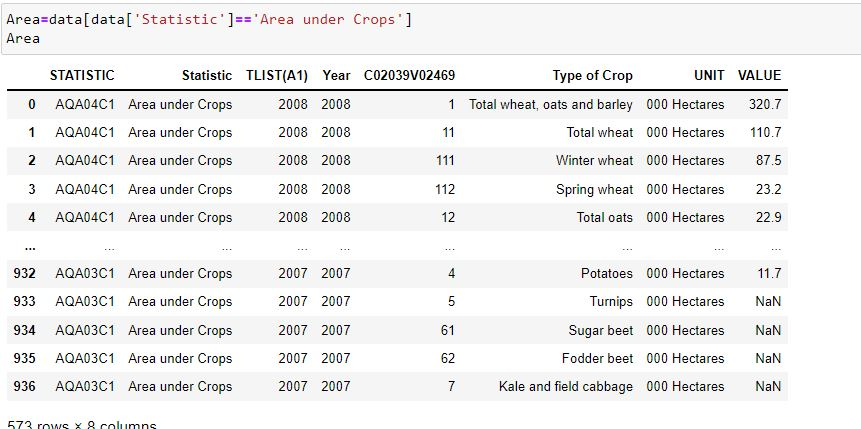 Area=data[data['Statistic']=='Area under Crops']
Area
STATISTIC Statistic TLIST(A1) Year C02039V02469 Type of Crop UNIT VALUE
0 AQA04C1 Area under Crops 2008 2008 1 Total wheat, oats and barley 000 Hectares 320.7
1 AQA04C1 Area under Crops 2008 2008 11 Total wheat 000 Hectares 110.7
2 AQA04C1 Area under Crops 2008 2008 111 Winter wheat 000 Hectares 87.5
3 AQA04C1 Area under Crops 2008 2008 112 Spring wheat 000 Hectares 23.2
4 AQA04C1 Area under Crops 2008 2008 12 Total oats 000 Hectares 22.9
... ... ... ... ... ... ... ... ...
932 AQA03C1 Area under Crops 2007 2007 4 Potatoes 000 Hectares 11.7
933 AQA03C1 Area under Crops 2007 2007 5 Turnips 000 Hectares NaN
934 AQA03C1 Area under Crops 2007 2007 61 Sugar beet 000 Hectares NaN
935 AQA03C1 Area under Crops 2007 2007 62 Fodder beet 000 Hectares NaN
936 AQA03C1 Area under Crops 2007 2007 7 Kale and field cabbage 000 Hectares NaN
573 rows × 8 columns